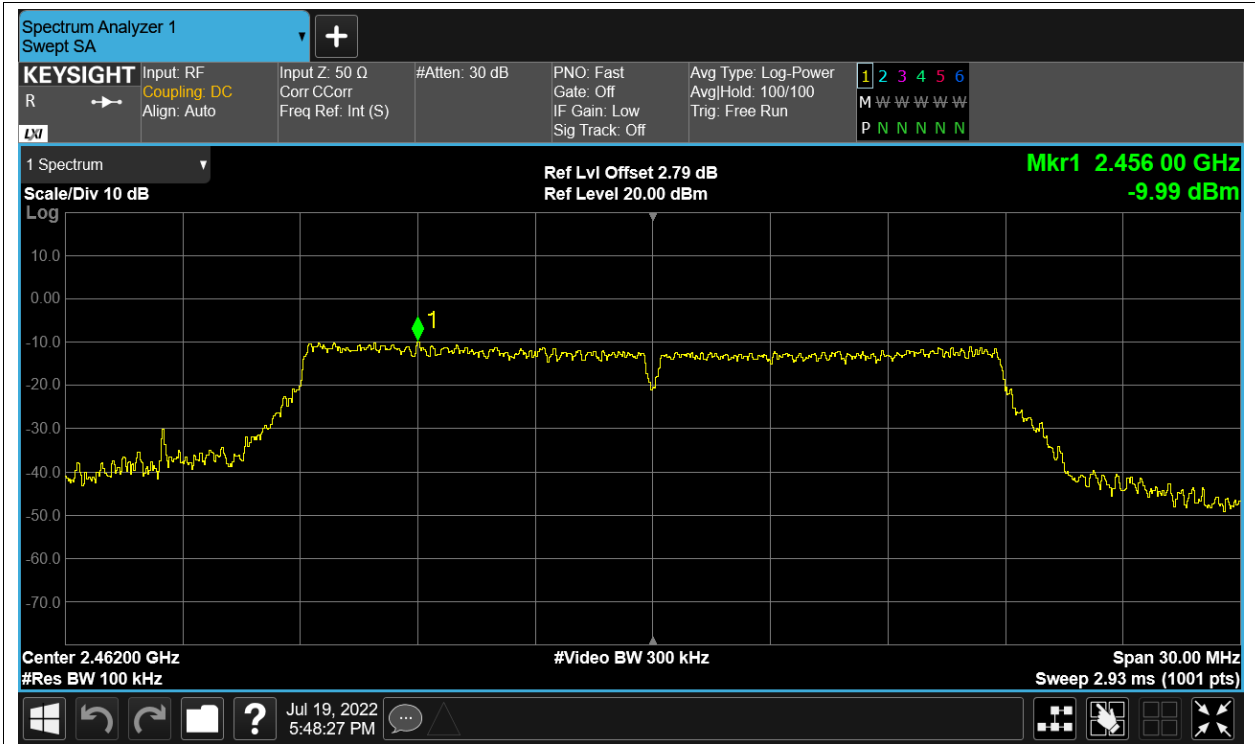 Spectrum Analyzer 1
Swept SA
KEYSIGHT
R
LXI
Input: RF
Coupling: DC
Align: Auto
Input Z: 50 Ω
Corr CCorr
Freq Ref: Int (S)
#Atten: 30 dB
PNO: Fast
Gate: Off
IF Gain: Low
Sig Track: Off
Avg Type: Log-Power
Avg|Hold: 100/100
Trig: Free Run
1 2 3 4 5 6
M W W W W W
P N N N N N
1 Spectrum
Scale/Div 10 dB
Log
Ref Lvl Offset 2.79 dB
Ref Level 20.00 dBm
Mkr1 2.456 00 GHz
-9.99 dBm
1
10.0
0.00
-10.0
-20.0
-30.0
-40.0
-50.0
-60.0
-70.0
Center 2.46200 GHz
#Video BW 300 kHz
Span 30.00 MHz
#Res BW 100 kHz
Sweep 2.93 ms (1001 pts)
?
Jul 19, 2022
5:48:27 PM